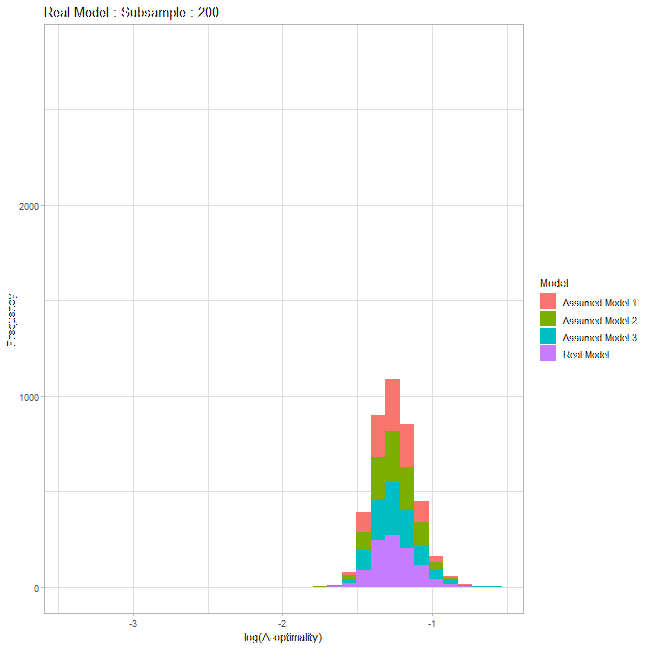 Real Model : Subsample : 200
Frequency
2000
1000
0
-3
-2
-1
log(A-optimality)
Model
Assumed Model 1
Assumed Model 2
Assumed Model 3
Real Model